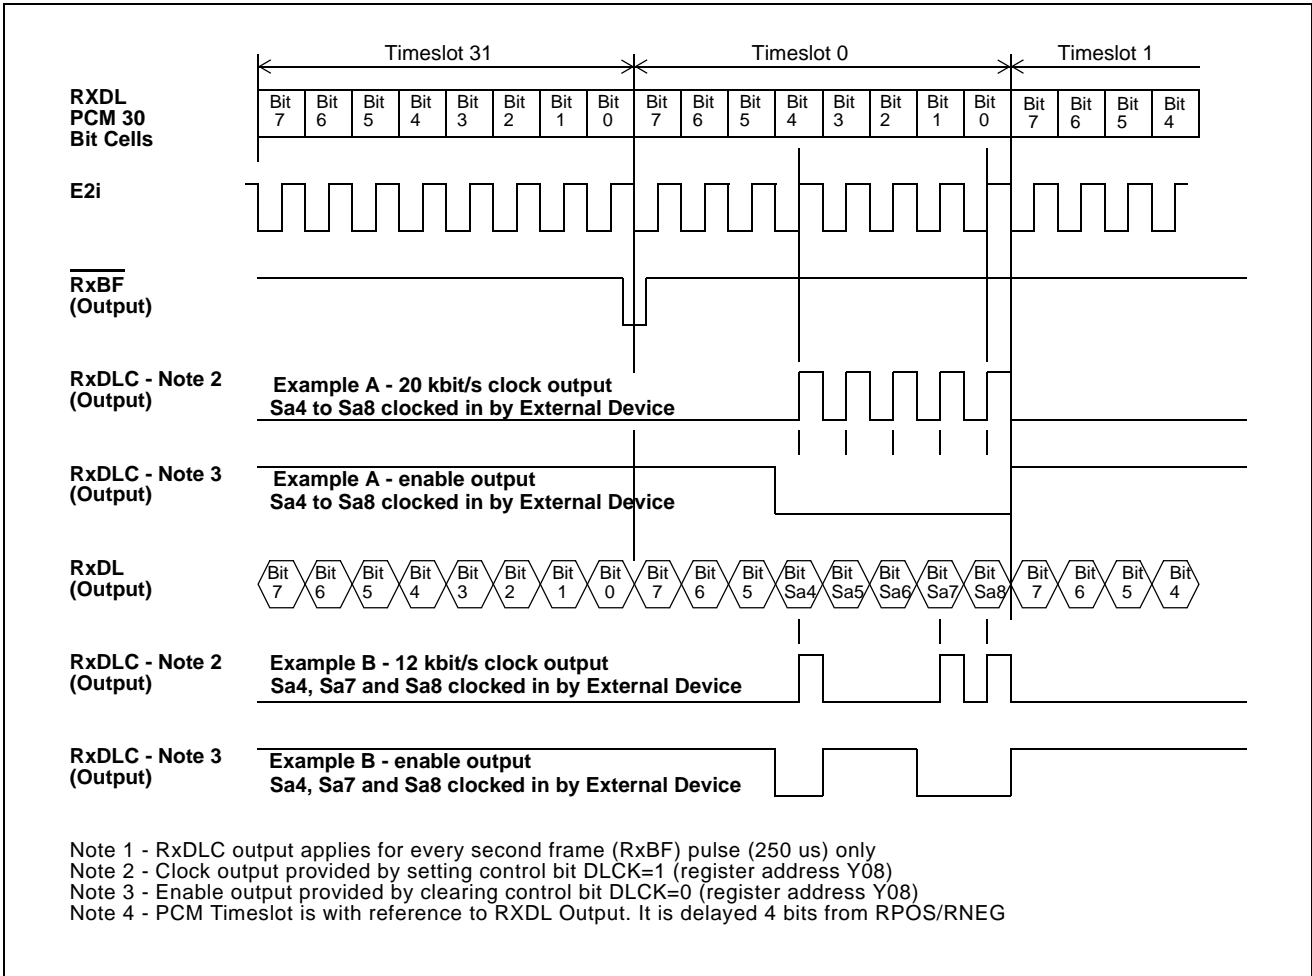 Timeslot 31 Timeslot 0 Timeslot 1
RXDL
PCM 30
Bit Cells
Bit 7 Bit 6 Bit 5 Bit 4 Bit 3 Bit 2 Bit 1 Bit 0 Bit 7 Bit 6 Bit 5 Bit 4 Bit 3 Bit 2 Bit 1 Bit 0 Bit 7 Bit 6 Bit 5 Bit 4
E2i
RxBF
(Output)
RxDLC - Note 2
(Output)
Example A - 20 kbit/s clock output
Sa4 to Sa8 clocked in by External Device
RxDLC - Note 3
(Output)
Example A - enable output
Sa4 to Sa8 clocked in by External Device
RxDL
(Output)
Bit 7 Bit 6 Bit 5 Bit 4 Bit 3 Bit 2 Bit 1 Bit 0 Bit 7 Bit 6 Bit 5 Bit Sa4 Bit Sa5 Bit Sa6 Bit Sa7 Bit Sa8 Bit 7 Bit 6 Bit 5 Bit 4
RxDLC - Note 2
(Output)
Example B - 12 kbit/s clock output
Sa4, Sa7 and Sa8 clocked in by External Device
RxDLC - Note 3
(Output)
Example B - enable output
Sa4, Sa7 and Sa8 clocked in by External Device
Note 1 - RxDLC output applies for every second frame (RxBF) pulse (250 us) only
Note 2 - Clock output provided by setting control bit DLCK=1 (register address Y08)
Note 3 - Enable output provided by clearing control bit DLCK=0 (register address Y08)
Note 4 - PCM Timeslot is with reference to RXDL Output. It is delayed 4 bits from RPOS/RNEG